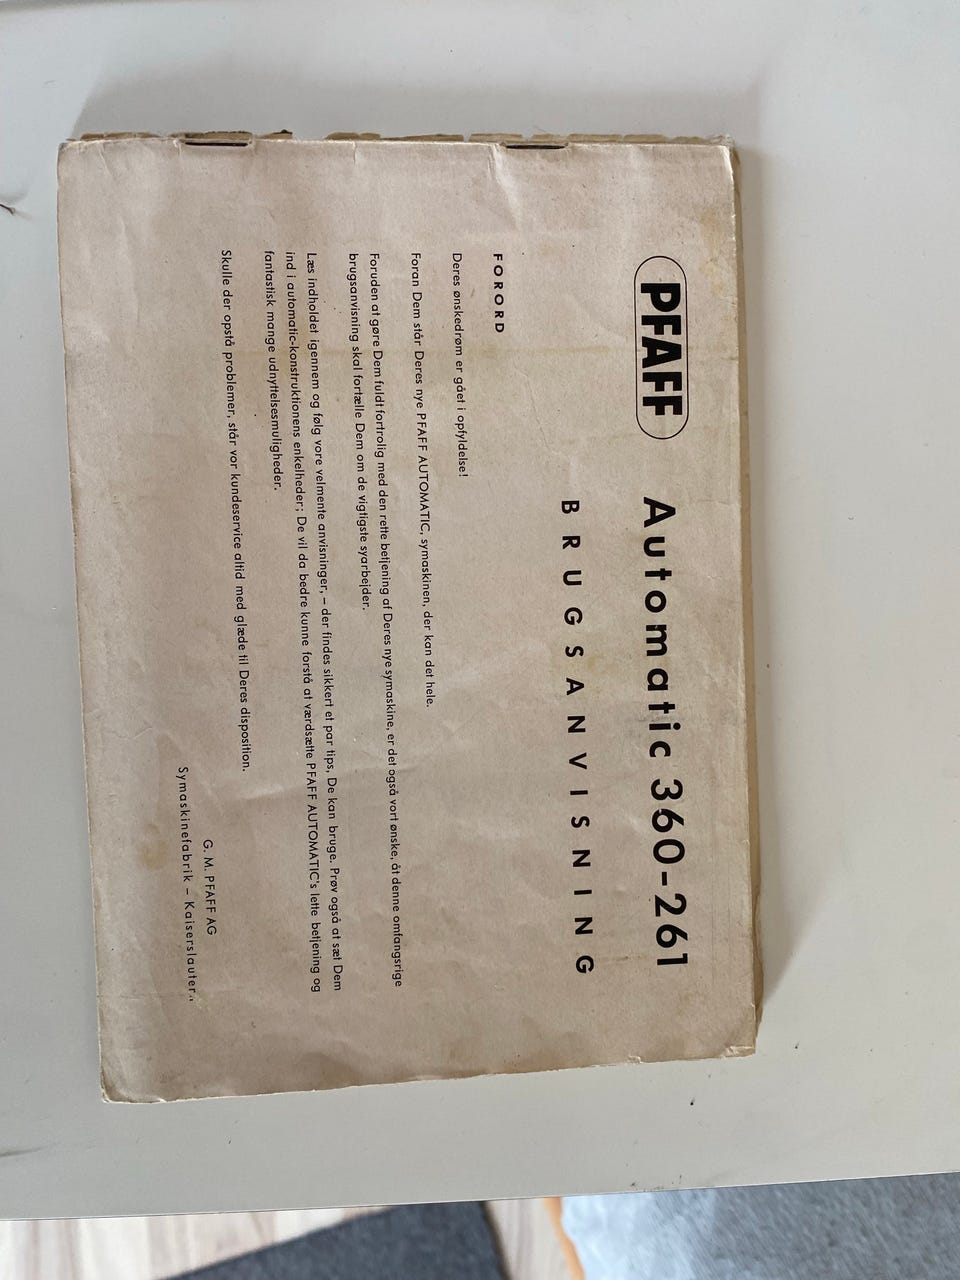 PFAFF Automatic 360-261
BRUGSANVISNING
FORORD
Deres ønskedrøm er gået i opfyldelse!
Foran Dem står Deres nye PFAFF AUTOMATIC, symaskinen, der kan det hele.
Foruden at gøre Dem fuldt fortrolig med den rette betjening af Deres nye symaskine, er det også vort ønske, åt denne omfangsrige
brugsanvisning skal fortælle Dem om de vigtigste syarbejder.
Læs indholdet igennem og følg vore velmente anvisninger, – der findes sikkert et par tips, De kan bruge. Prøv også at sæt Dem
ind i automatic-konstruktionens enkelheder; De vil da bedre kunne forstå at værdsætte PFAFF AUTOMATIC's lette betjening og
fantastisk mange udnyttelsesmuligheder.
Skulle der opstå problemer, står vor kundeservice altid med glæde til Deres disposition.
G. M. PFAFF AG
Symaskinefabrik – Kaiserslautern